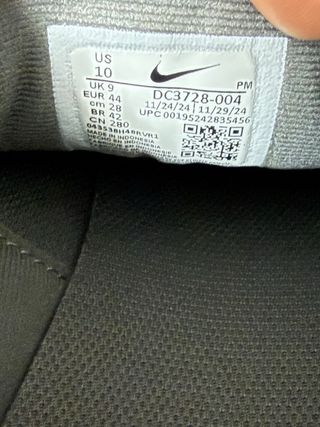 US
10
PM
UK 9
EUR 44
cm 28
BR 42
CN 280
DC3728-004
11/24/24 11/29/24
UPC 00195242835456
MADE IN INDONESIA